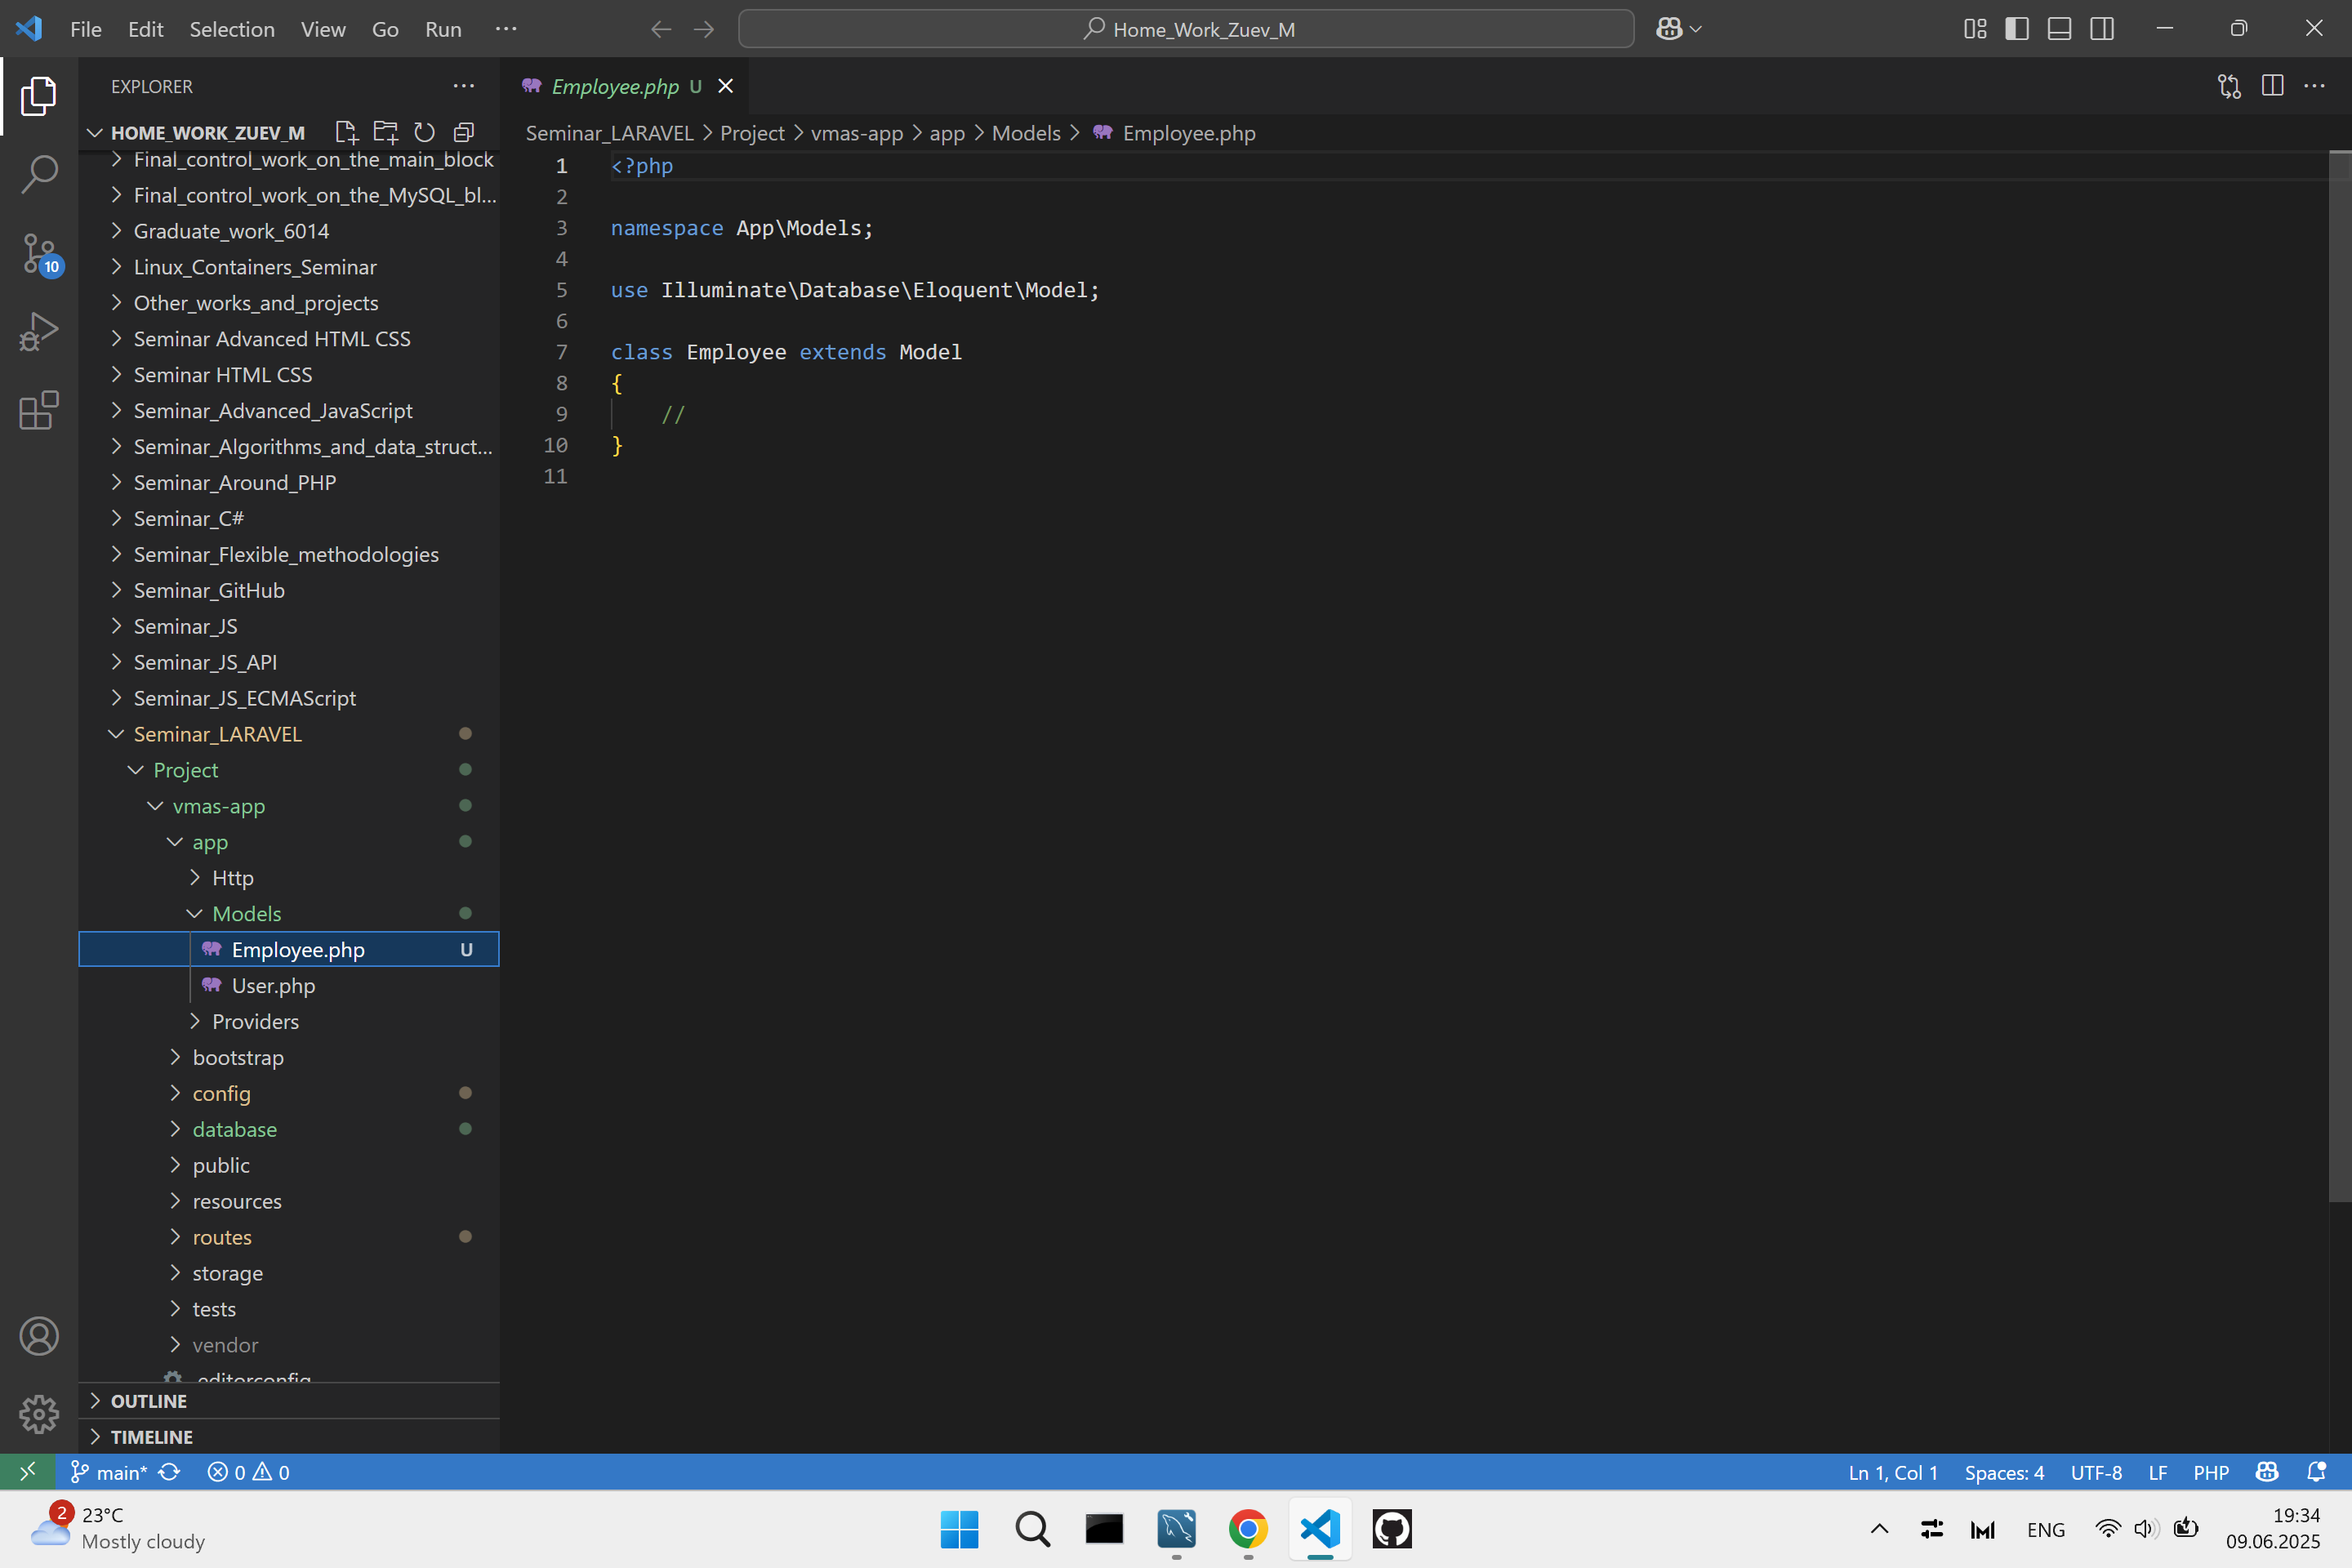 File Edit Selection View Go Run ···
Home_Work_Zuev_M
EXPLORER
HOME_WORK_ZUEV_M
Final_control_work_on_the_main_block
Final_control_work_on_the_MySQL_bl...
Graduate_work_6014
Linux_Containers_Seminar
Other_works_and_projects
Seminar Advanced HTML CSS
Seminar HTML CSS
Seminar_Advanced_JavaScript
Seminar_Algorithms_and_data_struct...
Seminar_Around_PHP
Seminar_C#
Seminar_Flexible_methodologies
Seminar_GitHub
Seminar_JS
Seminar_JS_API
Seminar_JS_ECMAScript
Seminar_LARAVEL
Project
vmas-app
app
Http
Models
Employee.php U
User.php
Providers
bootstrap
config
database
public
resources
routes
storage
tests
vendor
.editorconfig
OUTLINE
TIMELINE
10
Employee.php U
Seminar_LARAVEL > Project > vmas-app > app > Models > Employee.php
1 <?php
2
3 namespace App\Models;
4
5 use Illuminate\Database\Eloquent\Model;
6
7 class Employee extends Model
8 {
9 //
10 }
11
main* 0 0
Ln 1, Col 1 Spaces: 4 UTF-8 LF PHP
2
23°C
Mostly cloudy
ENG
19:34
09.06.2025